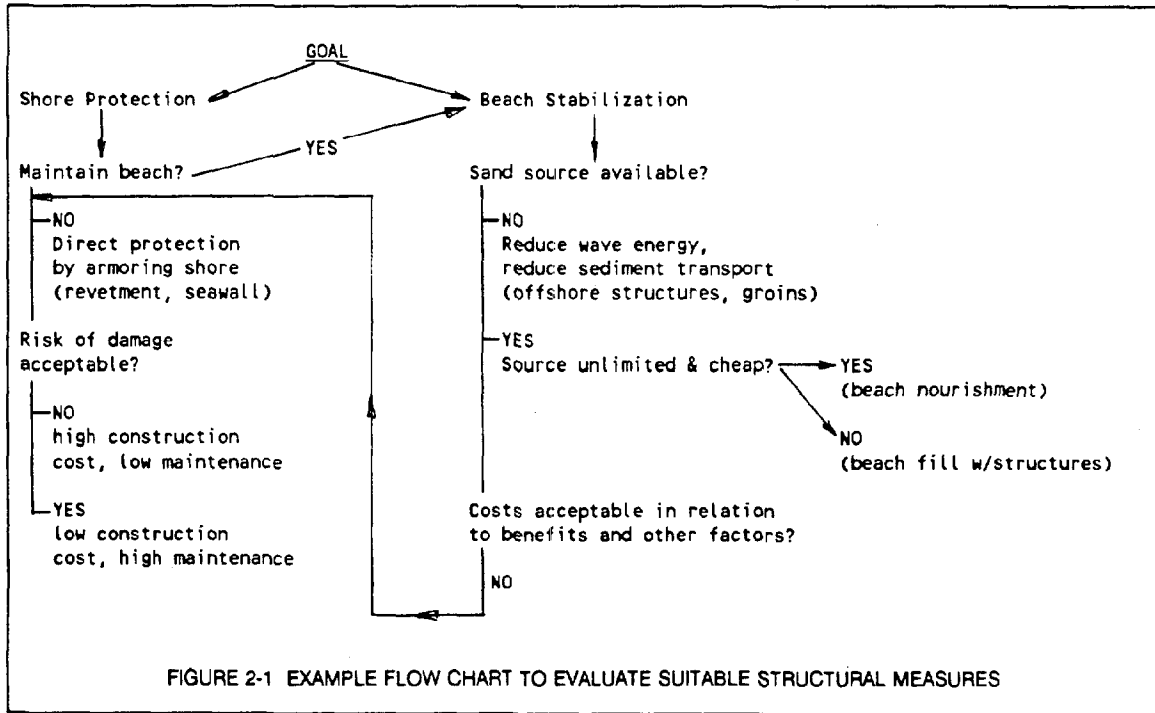 GOAL
Shore Protection
Beach Stabilization
YES
Maintain beach?
Sand source available?
NO
Direct protection
by armoring shore
(revetment, seawall)
NO
Reduce wave energy,
reduce sediment transport
(offshore structures, groins)
Risk of damage
acceptable?
YES
Source unlimited & cheap?
YES
(beach nourishment)
NO
(beach fill w/structures)
NO
high construction
cost, low maintenance
YES
low construction
cost, high maintenance
Costs acceptable in relation
to benefits and other factors?
NO
FIGURE 2-1 EXAMPLE FLOW CHART TO EVALUATE SUITABLE STRUCTURAL MEASURES